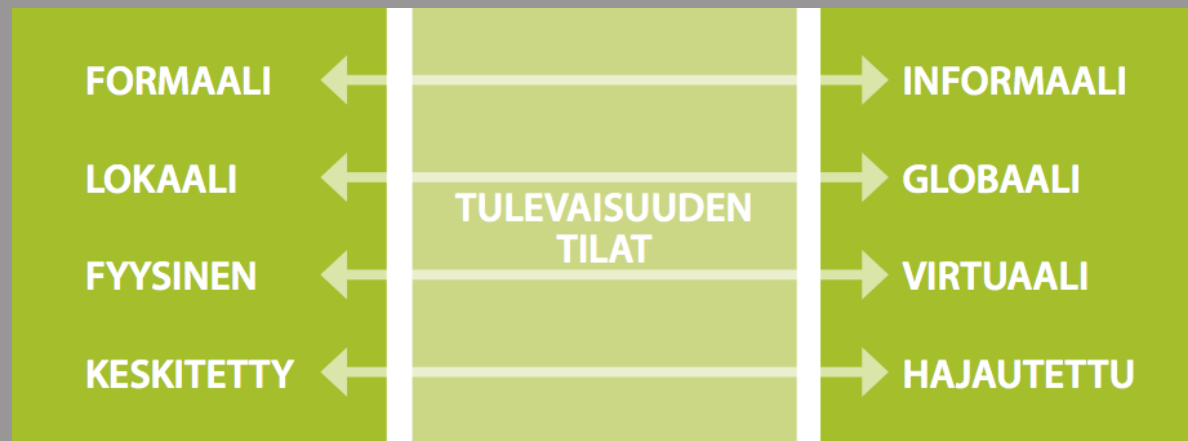 FORMAALI
INFORMAALI
LOKAALI
GLOBAALI
TULEVAISUUDEN
TILAT
FYYSINEN
VIRTUAALI
KESKITETTY
HAJAUTETTU